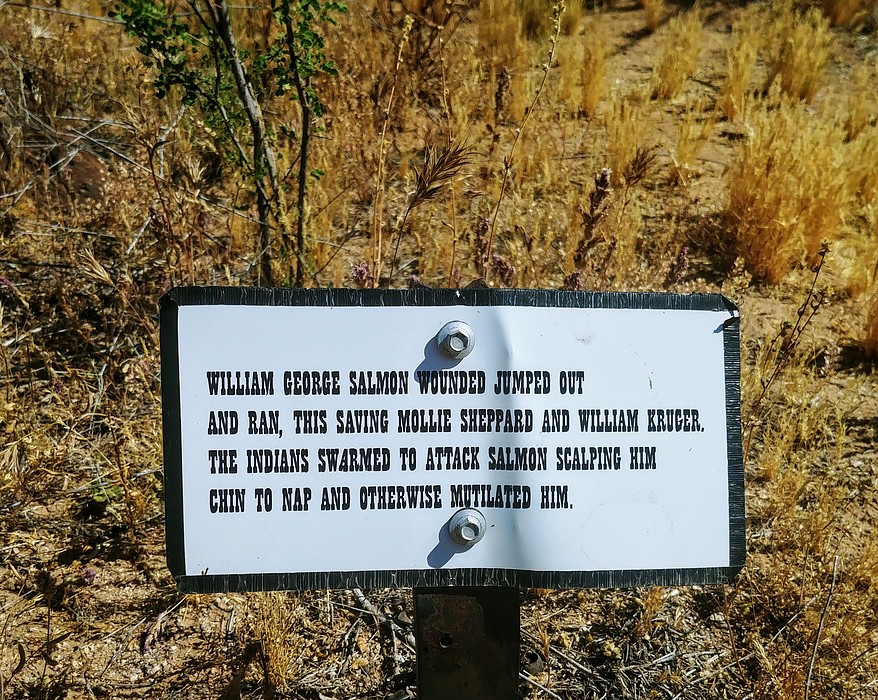 WILLIAM GEORGE SALMON WOUNDED JUMPED OUT
AND RAN, THIS SAVING MOLLIE SHEPPARD AND WILLIAM KRUGER.
THE INDIANS SWARMED TO ATTACK SALMON SCALPING HIM
CHIN TO NAP AND OTHERWISE MUTILATED HIM.